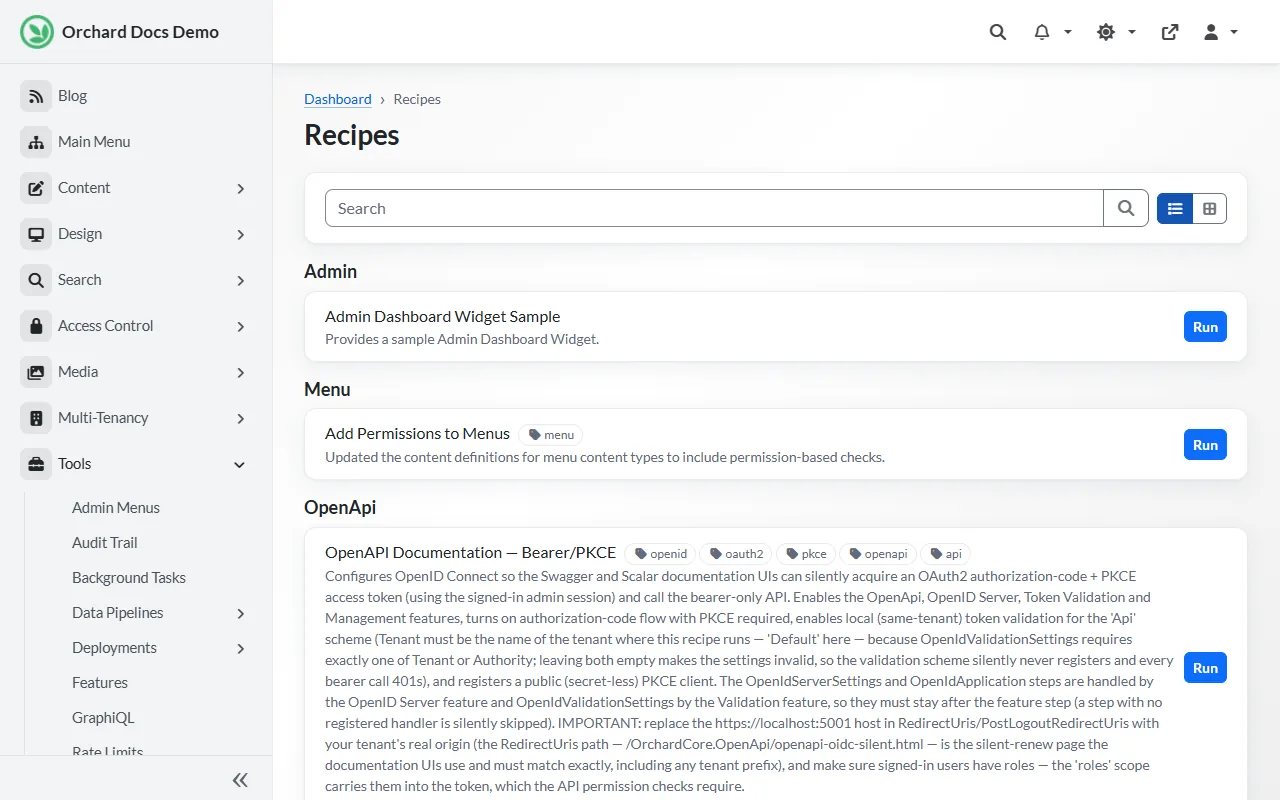 Orchard Docs Demo
Blog
Main Menu
Content
Design
Search
Access Control
Media
Multi-Tenancy
Tools
Admin Menus
Audit Trail
Background Tasks
Data Pipelines
Deployments
Features
GraphiQL
Rate Limits
Dashboard › Recipes
Recipes
Search
Admin
Admin Dashboard Widget Sample
Provides a sample Admin Dashboard Widget.
Run
Menu
Add Permissions to Menus menu
Updated the content definitions for menu content types to include permission-based checks.
Run
OpenApi
OpenAPI Documentation — Bearer/PKCE openid oauth2 pkce openapi api
Configures OpenID Connect so the Swagger and Scalar documentation UIs can silently acquire an OAuth2 authorization-code + PKCE
access token (using the signed-in admin session) and call the bearer-only API. Enables the OpenApi, OpenID Server, Token Validation and
Management features, turns on authorization-code flow with PKCE required, enables local (same-tenant) token validation for the 'Api'
scheme (Tenant must be the name of the tenant where this recipe runs — 'Default' here — because OpenIdValidationSettings requires
exactly one of Tenant or Authority; leaving both empty makes the settings invalid, so the validation scheme silently never registers and every
bearer call 401s), and registers a public (secret-less) PKCE client. The OpenIdServerSettings and OpenIdApplication steps are handled by
the OpenID Server feature and OpenIdValidationSettings by the Validation feature, so they must stay after the feature step (a step with no
registered handler is silently skipped). IMPORTANT: replace the https://localhost:5001 host in RedirectUris/PostLogoutRedirectUris with
your tenant's real origin (the RedirectUris path — /OrchardCore.OpenApi/openapi-oidc-silent.html — is the silent-renew page the
documentation UIs use and must match exactly, including any tenant prefix), and make sure signed-in users have roles — the 'roles' scope
carries them into the token, which the API permission checks require.
Run